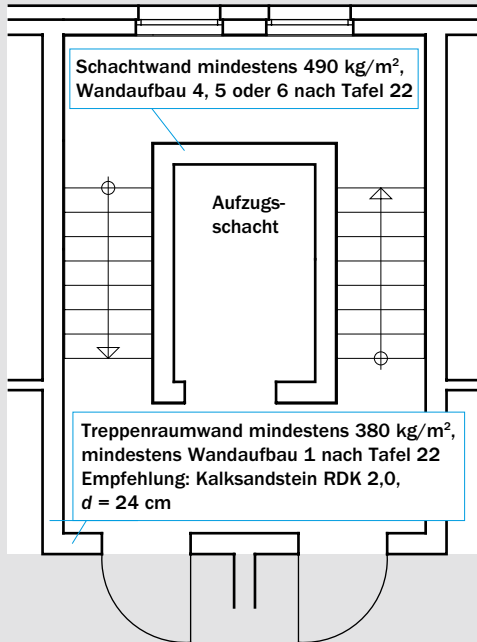 Schachtwand mindestens 490 kg/m²,
Wandaufbau 4, 5 oder 6 nach Tafel 22
Aufzugs-
schacht
Treppenraumwand mindestens 380 kg/m²,
mindestens Wandaufbau 1 nach Tafel 22
Empfehlung: Kalksandstein RDK 2,0,
d = 24 cm